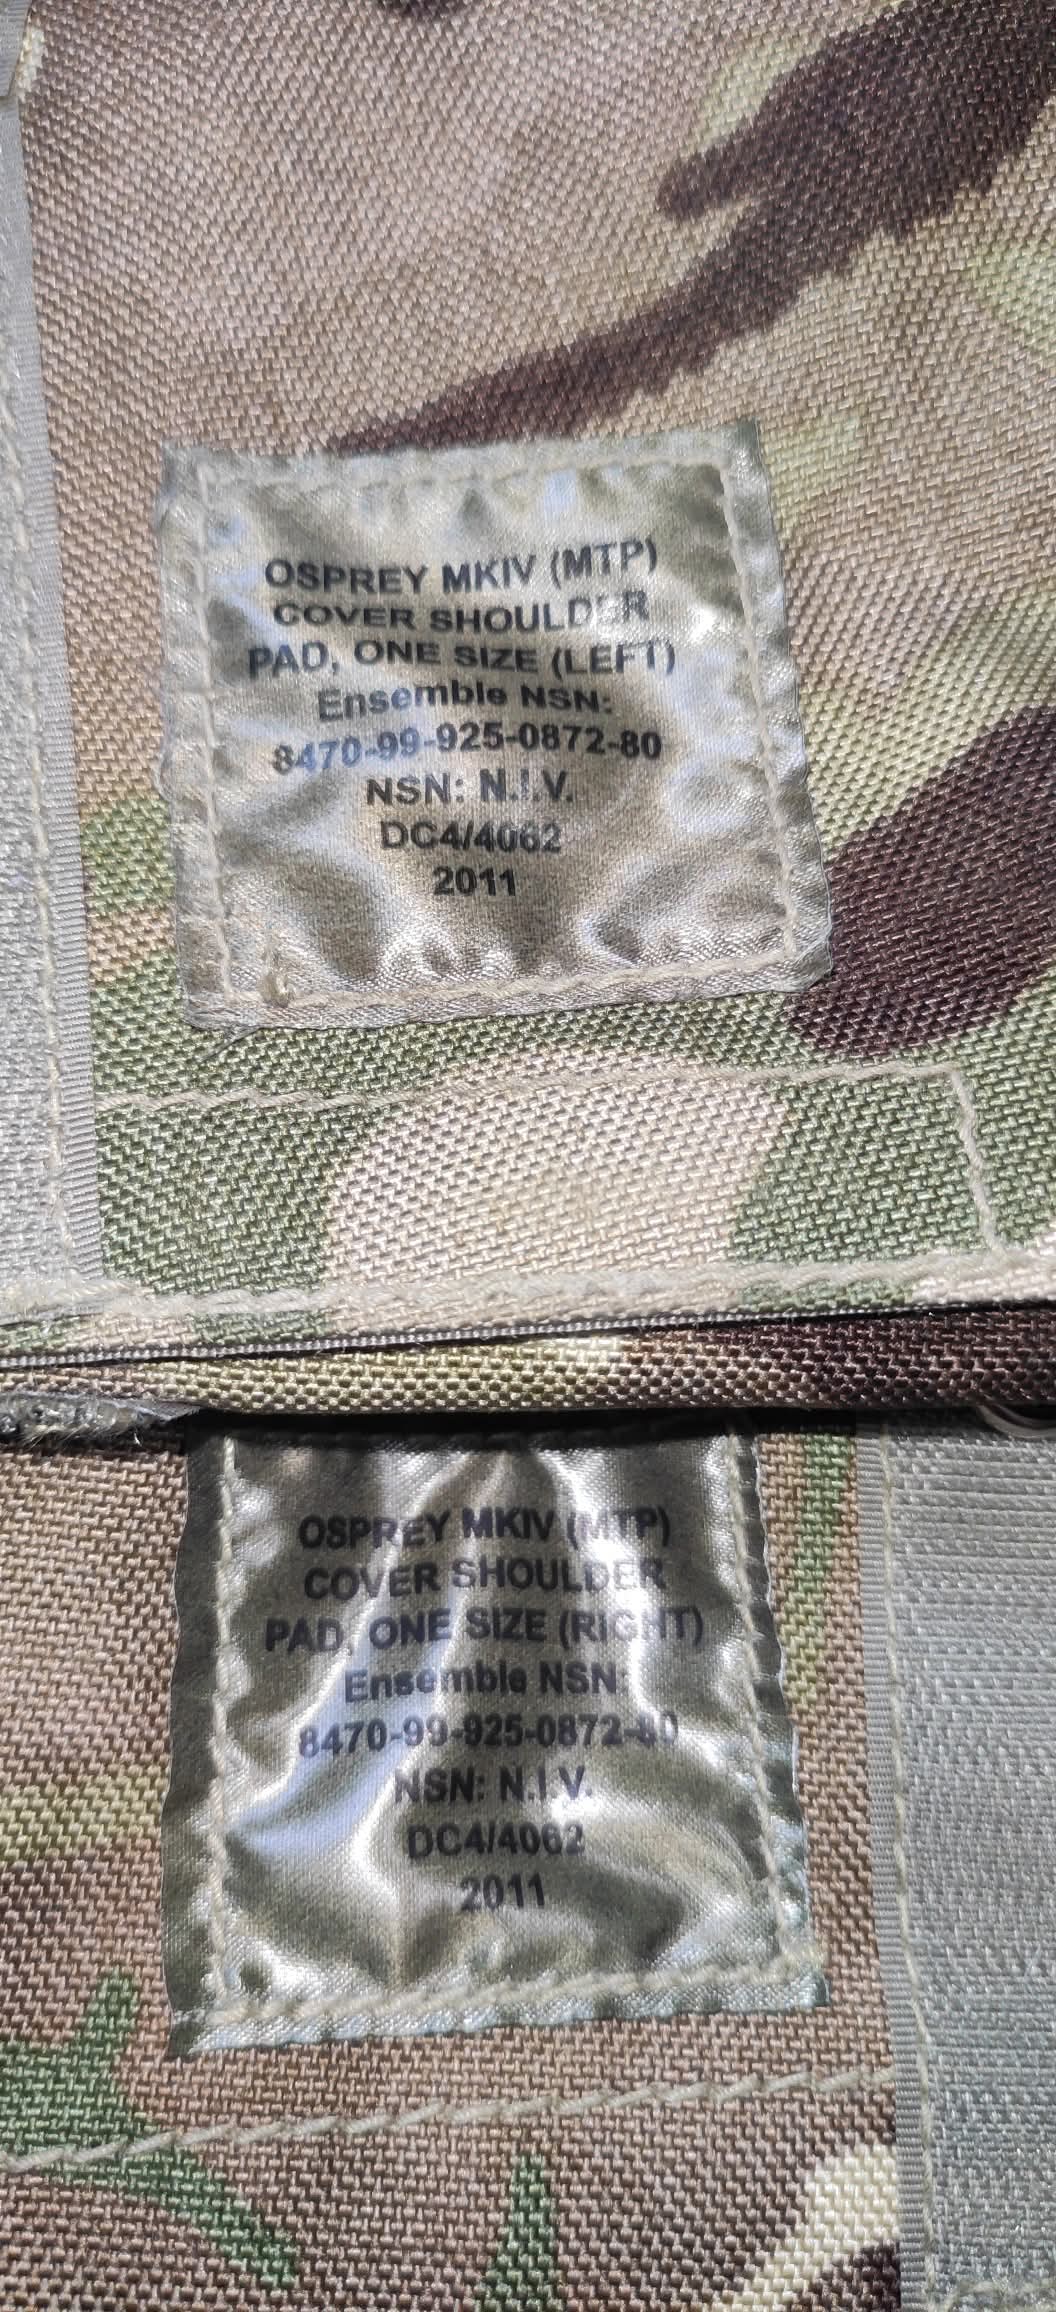 OSPREY MKIV (MTP)
COVER SHOULDER
PAD, ONE SIZE (LEFT)
Ensemble NSN:
8470-99-925-0872-80
NSN: N.I.V.
DC4/4062
2011
OSPREY MKIV (MTP)
COVER SHOULDER
PAD, ONE SIZE (RIGHT)
Ensemble NSN:
8470-99-925-0872-80
NSN: N.I.V.
DC4/4062
2011